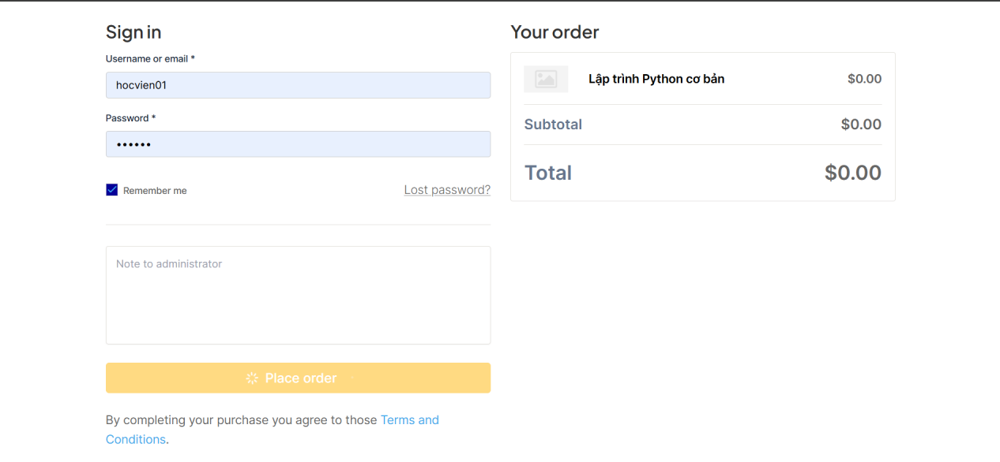 Sign in
Username or email *
hocvien01
Password *
••••••
Remember me
Lost password?
Note to administrator
Place order
By completing your purchase you agree to those Terms and
Conditions.
Your order
Lập trình Python cơ bản $0.00
Subtotal $0.00
Total $0.00